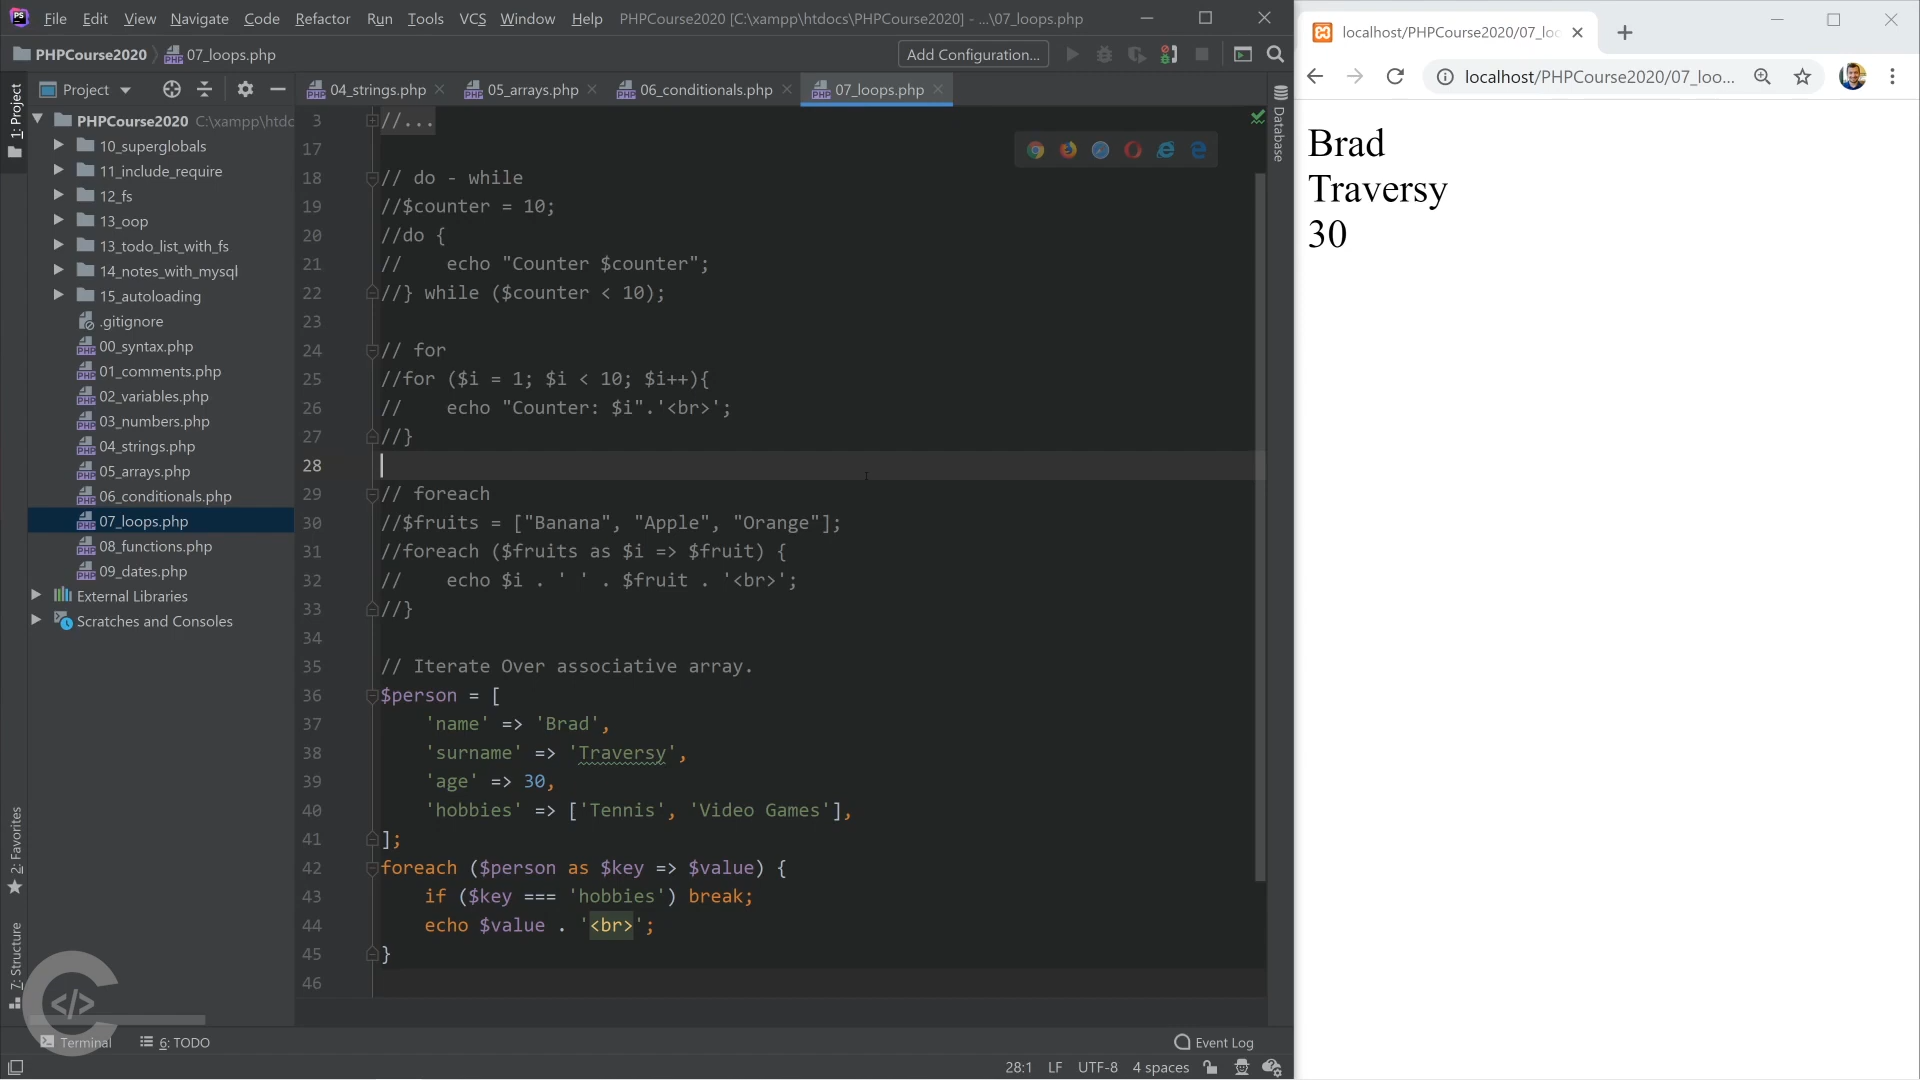 File Edit View Navigate Code Refactor Run Tools VCS Window Help PHPCourse2020 [C:\xampp\htdocs\PHPCourse2020] - ...\07_loops.php
PHPCourse2020 07_loops.php Add Configuration...
Project
04_strings.php 05_arrays.php 06_conditionals.php 07_loops.php
1: Project
2: Favorites
7: Structure
Database
PHPCourse2020 C:\xampp\htdc
10_superglobals
11_include_require
12_fs
13_oop
13_todo_list_with_fs
14_notes_with_mysql
15_autoloading
.gitignore
00_syntax.php
01_comments.php
02_variables.php
03_numbers.php
04_strings.php
05_arrays.php
06_conditionals.php
07_loops.php
08_functions.php
09_dates.php
External Libraries
Scratches and Consoles
3 //...
17
18 // do - while
19 //$counter = 10;
20 //do {
21 //    echo "Counter $counter";
22 //} while ($counter < 10);
23
24 // for
25 //for ($i = 1; $i < 10; $i++){
26 //    echo "Counter: $i".'<br>';
27 //}
28
29 // foreach
30 //$fruits = ["Banana", "Apple", "Orange"];
31 //foreach ($fruits as $i => $fruit) {
32 //    echo $i . ' ' . $fruit . '<br>';
33 //}
34
35 // Iterate Over associative array.
36 $person = [
37     'name' => 'Brad',
38     'surname' => 'Traversy',
39     'age' => 30,
40     'hobbies' => ['Tennis', 'Video Games'],
41 ];
42 foreach ($person as $key => $value) {
43     if ($key === 'hobbies') break;
44     echo $value . '<br>';
45 }
46
Terminal 6: TODO Event Log
28:1 LF UTF-8 4 spaces
localhost/PHPCourse2020/07_loo
localhost/PHPCourse2020/07_loo...
Brad
Traversy
30